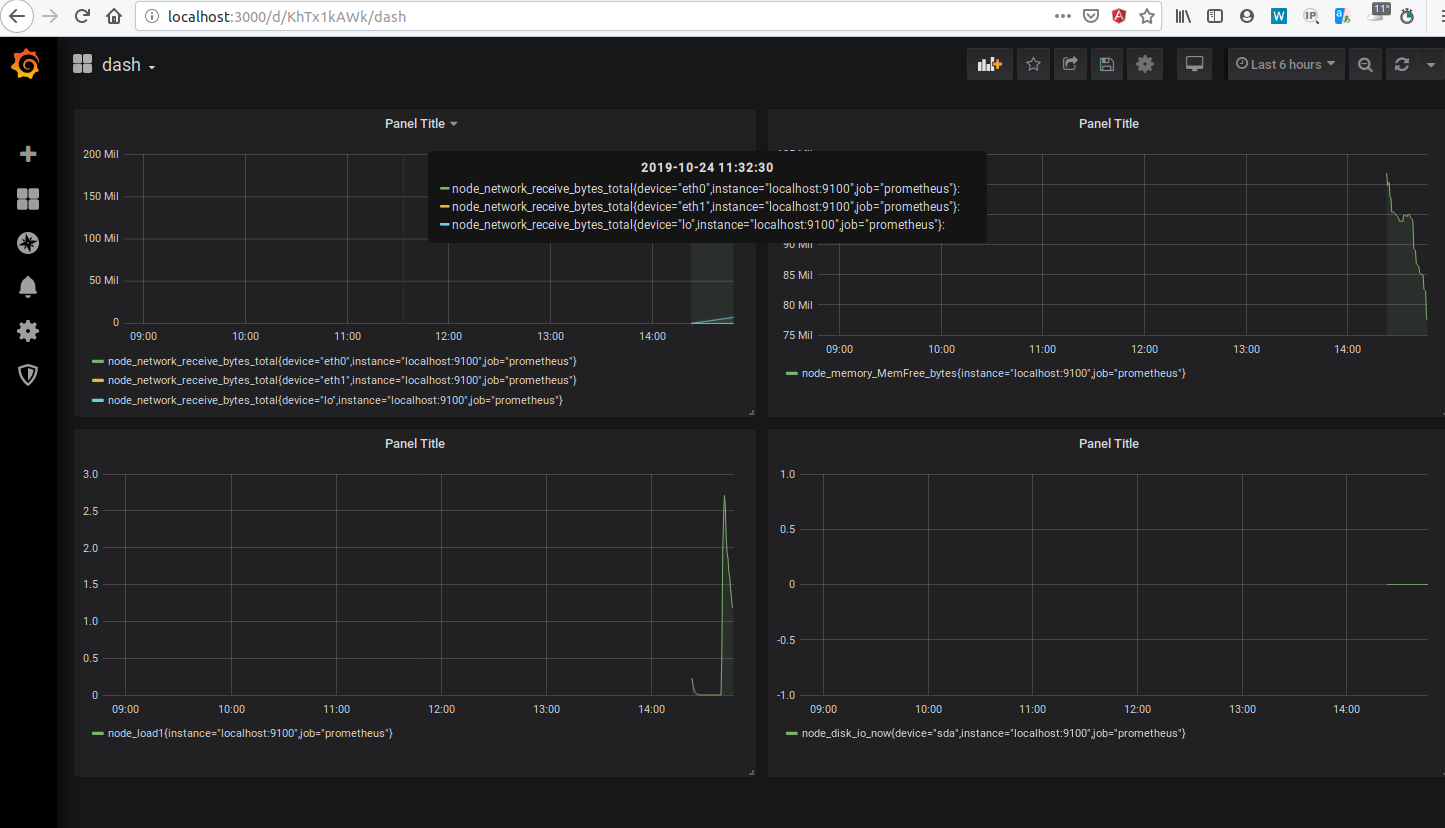 localhost:3000/d/KhTx1kAWk/dash
11°
dash
Last 6 hours
Panel Title
200 Mil
150 Mil
100 Mil
50 Mil
0
09:00 10:00 11:00 12:00 13:00 14:00
node_network_receive_bytes_total{device="eth0",instance="localhost:9100",job="prometheus"}
node_network_receive_bytes_total{device="eth1",instance="localhost:9100",job="prometheus"}
node_network_receive_bytes_total{device="lo",instance="localhost:9100",job="prometheus"}
2019-10-24 11:32:30
node_network_receive_bytes_total{device="eth0",instance="localhost:9100",job="prometheus"}:
node_network_receive_bytes_total{device="eth1",instance="localhost:9100",job="prometheus"}:
node_network_receive_bytes_total{device="lo",instance="localhost:9100",job="prometheus"}:
Panel Title
90 Mil
85 Mil
80 Mil
75 Mil
09:00 10:00 11:00 12:00 13:00 14:00
node_memory_MemFree_bytes{instance="localhost:9100",job="prometheus"}
Panel Title
3.0
2.5
2.0
1.5
1.0
0.5
0
09:00 10:00 11:00 12:00 13:00 14:00
node_load1{instance="localhost:9100",job="prometheus"}
Panel Title
1.0
0.5
0
-0.5
-1.0
09:00 10:00 11:00 12:00 13:00 14:00
node_disk_io_now{device="sda",instance="localhost:9100",job="prometheus"}